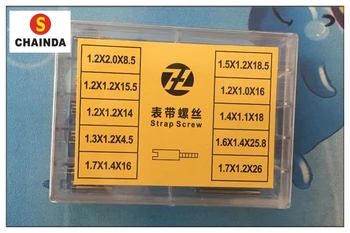 S
CHAINDA
1.2X2.0X8.5
1.2X1.2X15.5
1.2X1.2X14
1.3X1.2X4.5
1.7X1.4X16
表带螺丝
Strap Screw
1.5X1.2X18.5
1.2X1.0X16
1.4X1.1X18
1.6X1.4X25.8
1.7X1.2X26